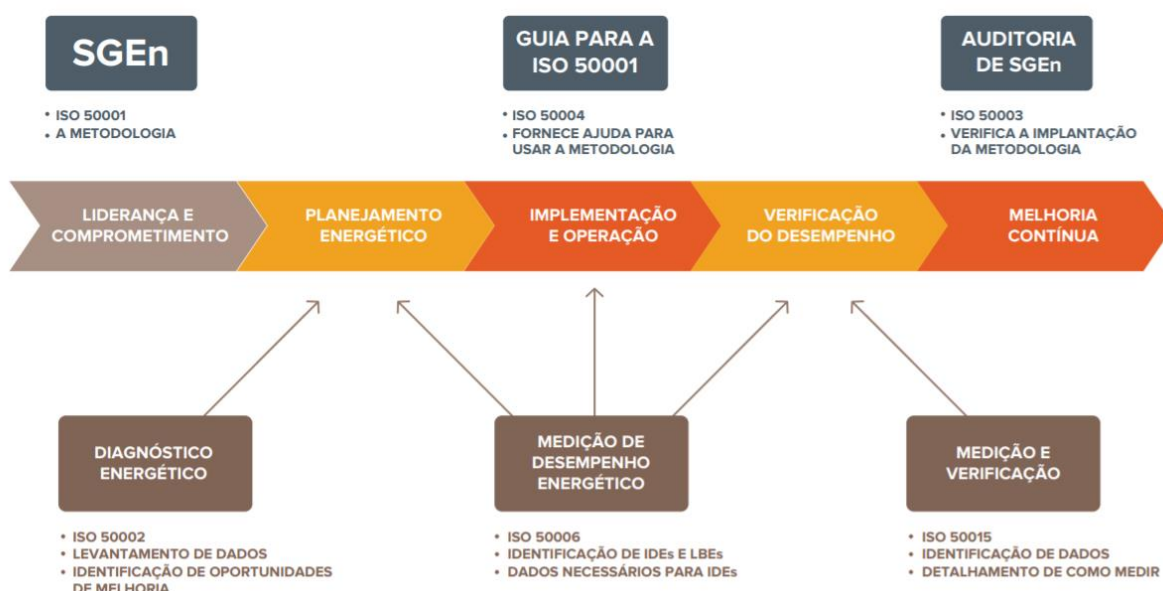 SGEn
• ISO 50001
• A METODOLOGIA
GUIA PARA A
ISO 50001
• ISO 50004
• FORNECE AJUDA PARA
USAR A METODOLOGIA
AUDITORIA
DE SGEn
• ISO 50003
• VERIFICA A IMPLANTAÇÃO
DA METODOLOGIA
LIDERANÇA E
COMPROMETIMENTO
PLANEJAMENTO
ENERGÉTICO
IMPLEMENTAÇÃO
E OPERAÇÃO
VERIFICAÇÃO
DO DESEMPENHO
MELHORIA
CONTÍNUA
DIAGNÓSTICO
ENERGÉTICO
• ISO 50002
• LEVANTAMENTO DE DADOS
• IDENTIFICAÇÃO DE OPORTUNIDADES
DE MELHORIA
MEDIÇÃO DE
DESEMPENHO
ENERGÉTICO
• ISO 50006
• IDENTIFICAÇÃO DE IDEs E LBEs
• DADOS NECESSÁRIOS PARA IDEs
MEDIÇÃO E
VERIFICAÇÃO
• ISO 50015
• IDENTIFICAÇÃO DE DADOS
• DETALHAMENTO DE COMO MEDIR